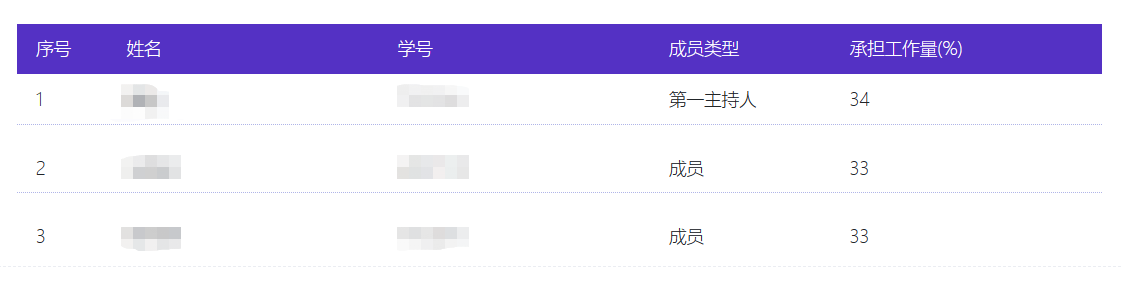 序号 姓名 学号 成员类型 承担工作量(%)
1 第一主持人 34
2 成员 33
3 成员 33